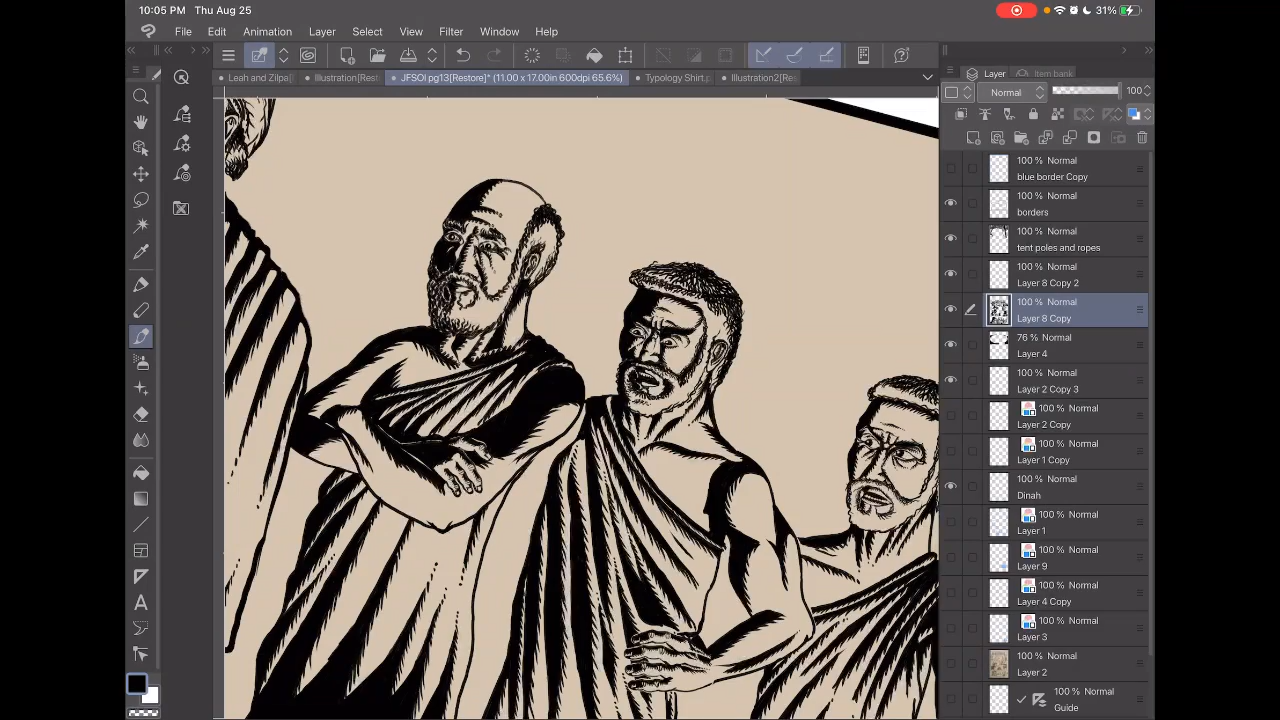 10:05 PM Thu Aug 25
31%
File Edit Animation Layer Select View Filter Window Help
Leah and Zilpa[ Illustration[Rest JFSOI pg13[Restore]* (11.00 x 17.00in 600dpi 65.6%) Typology Shirt. Illustration2[Res
Layer Item bank
Normal 100
100 % Normal
blue border Copy
100 % Normal
borders
100 % Normal
tent poles and ropes
100 % Normal
Layer 8 Copy 2
100 % Normal
Layer 8 Copy
76 % Normal
Layer 4
100 % Normal
Layer 2 Copy 3
100 % Normal
Layer 2 Copy
100 % Normal
Layer 1 Copy
100 % Normal
Dinah
100 % Normal
Layer 1
100 % Normal
Layer 9
100 % Normal
Layer 4 Copy
100 % Normal
Layer 3
100 % Normal
Layer 2
100 % Normal
Guide